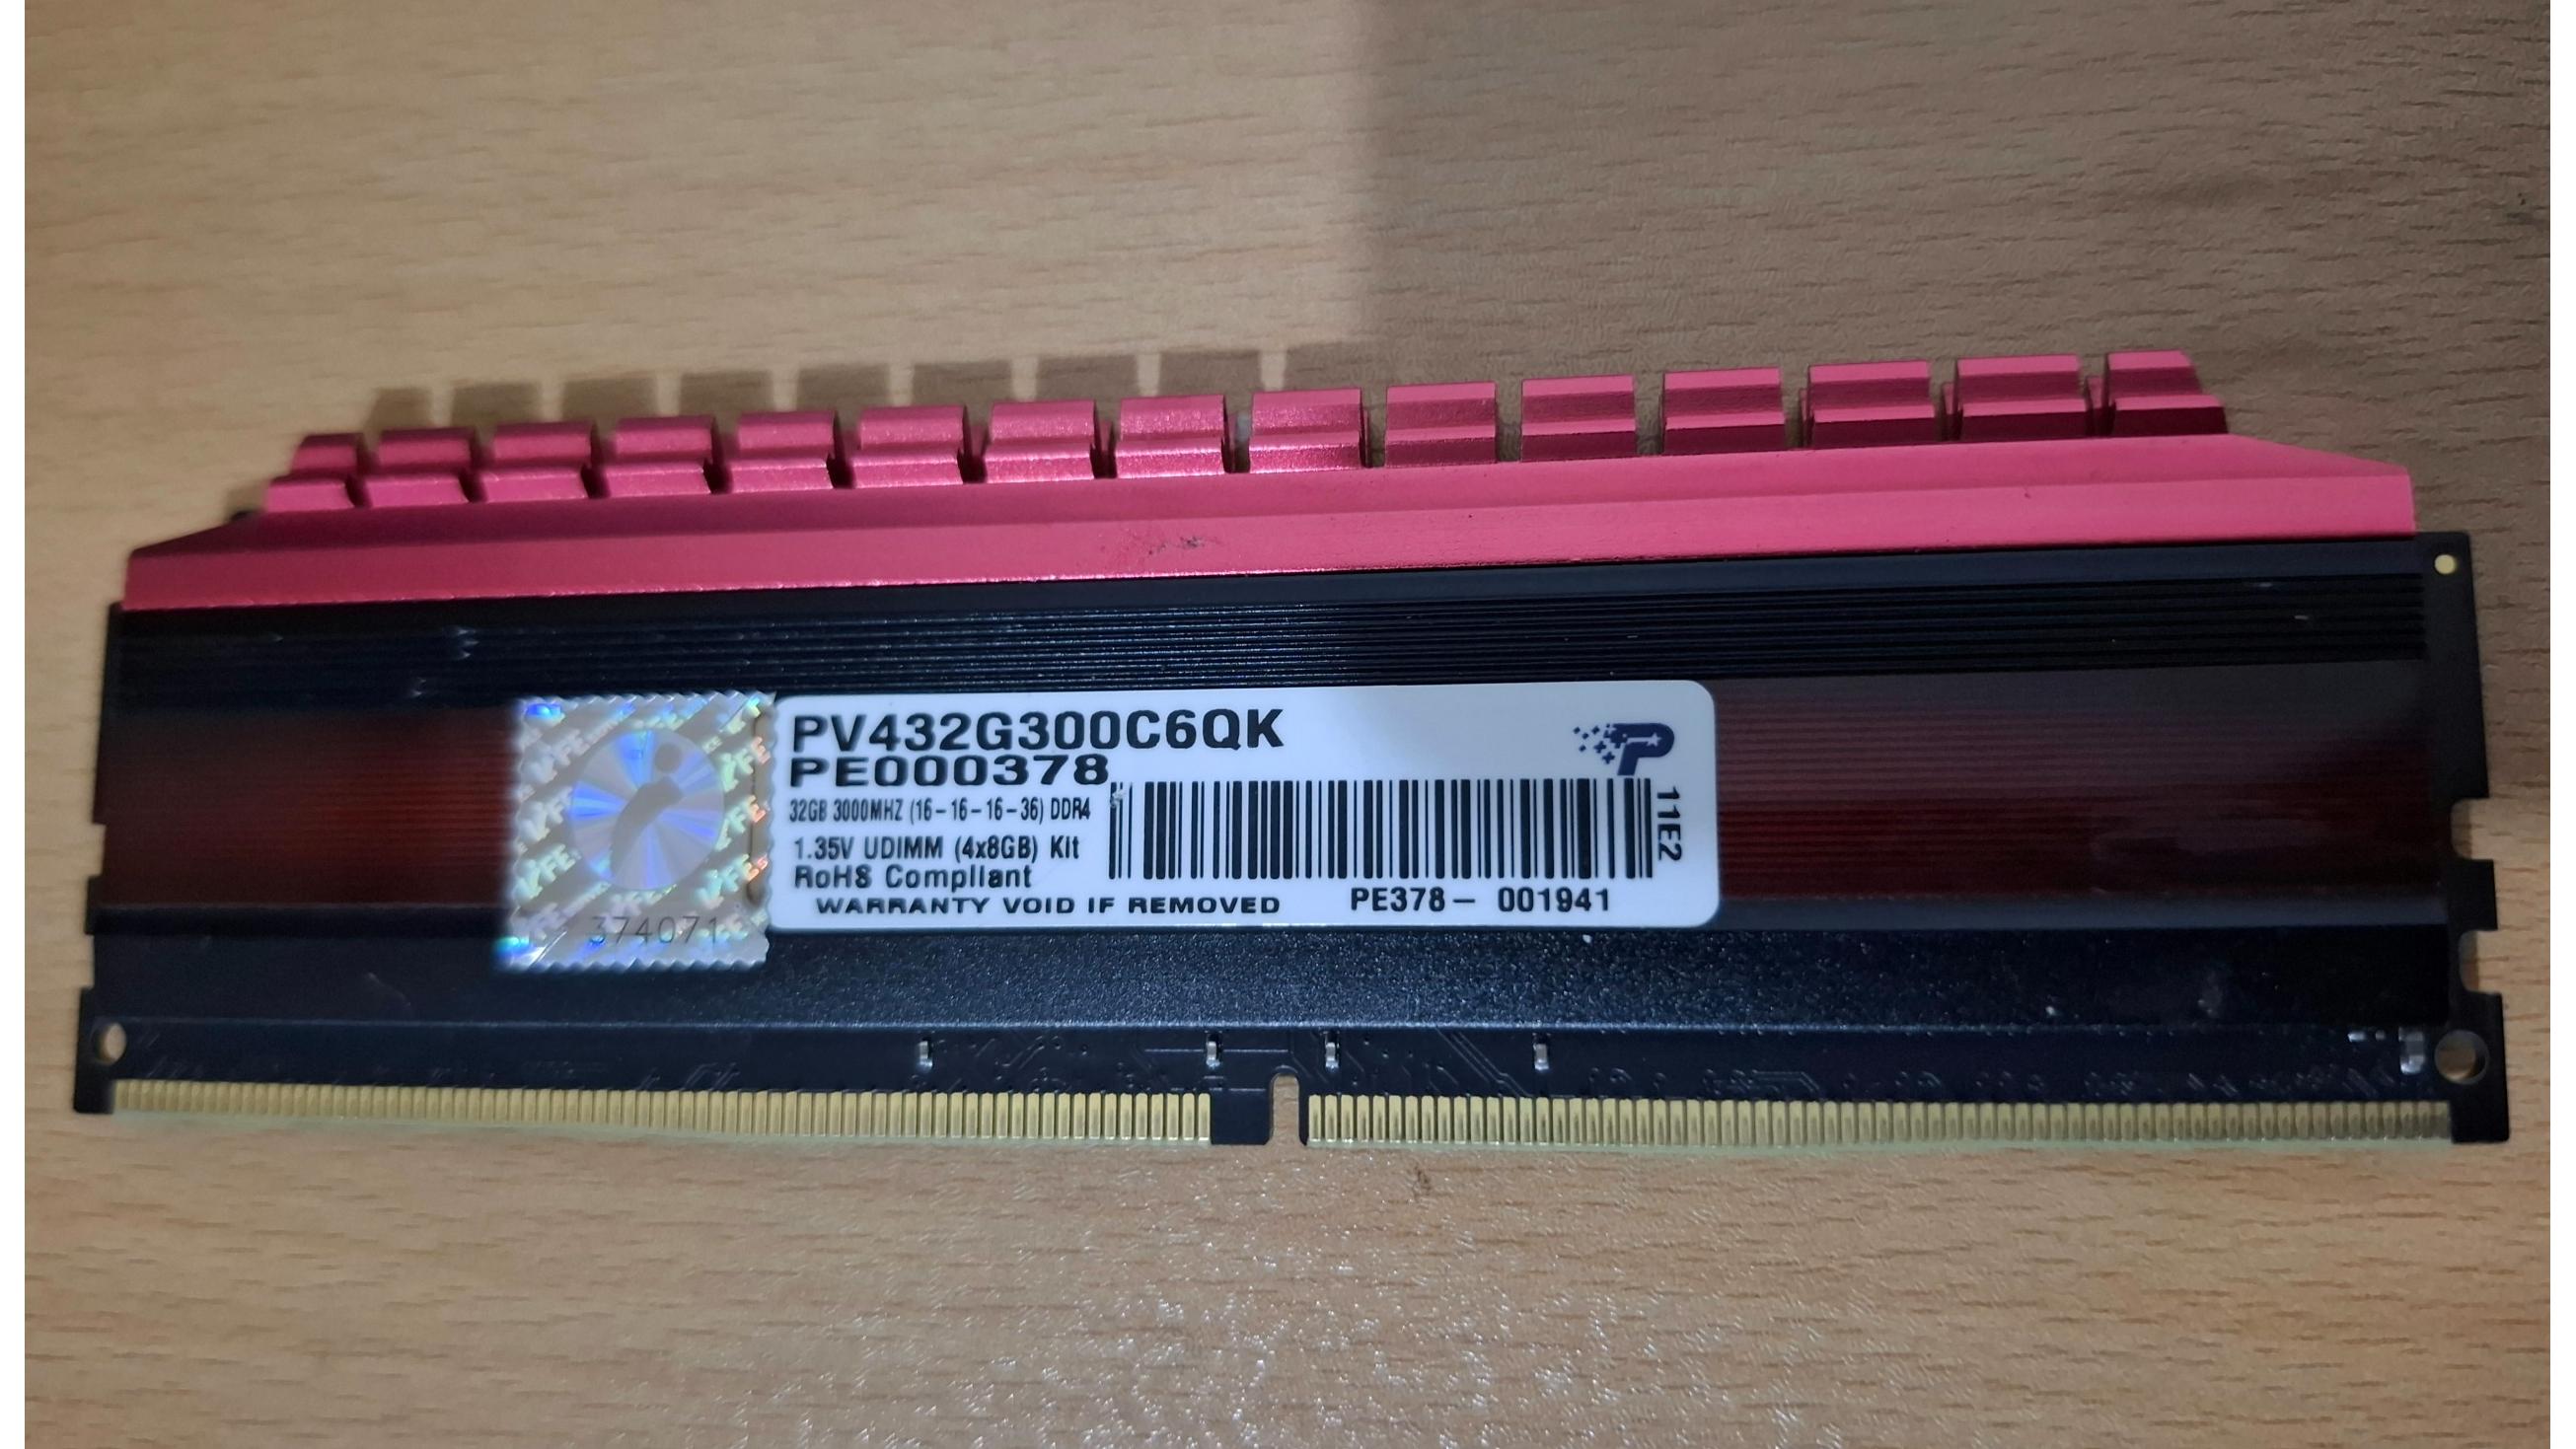 PV432G300C6QK
PE000378
32GB 3000MHZ (16-16-16-36) DDR4
1.35V UDIMM (4x8GB) Kit
RoHS Compliant
WARRANTY VOID IF REMOVED
PE378- 001941
11E2
374071